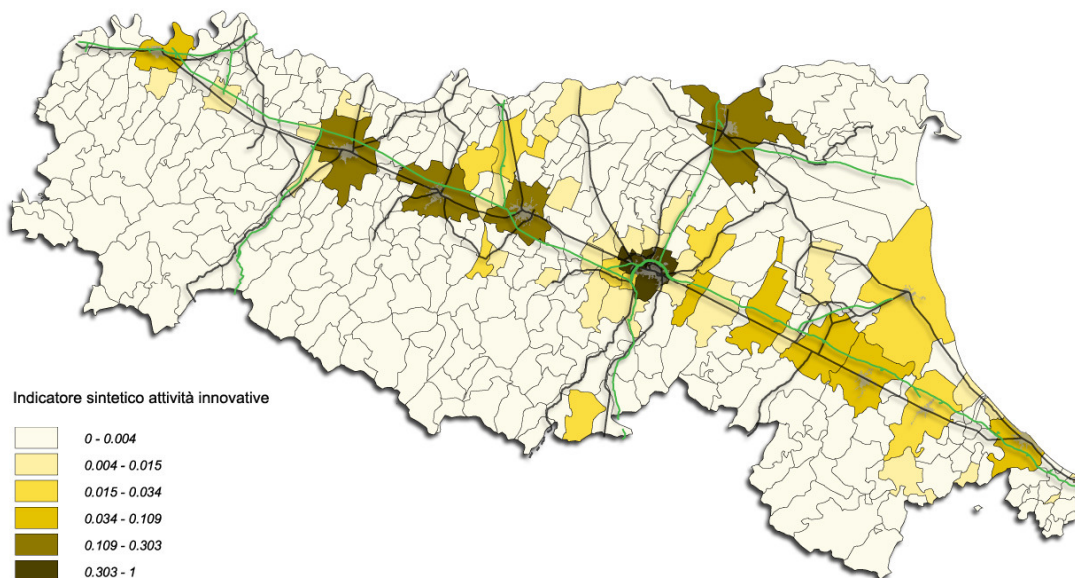 Indicatore sintetico attività innovative
0 - 0.004
0.004 - 0.015
0.015 - 0.034
0.034 - 0.109
0.109 - 0.303
0.303 - 1